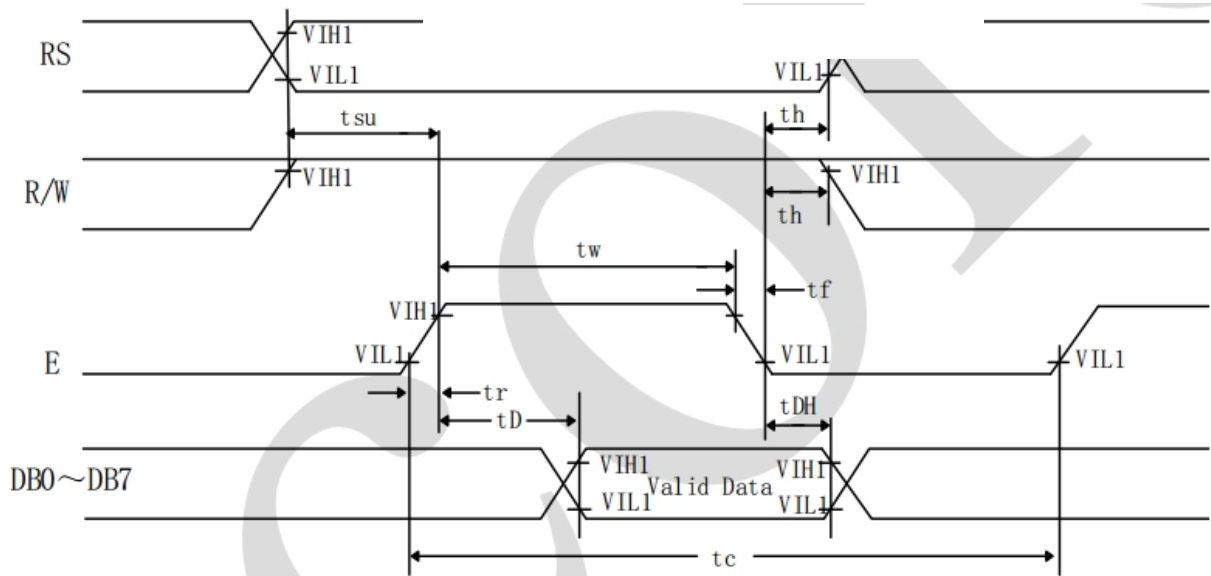 RS
VIH1
VIL1
VIL1
tsu
th
R/W
VIH1
VIH1
th
tw
tf
VIH1
E
VIL1
VIL1
VIL1
tr
tD
tDH
DB0～DB7
VIH1
VIH1
Valid Data
VIL1
VIL1
tc